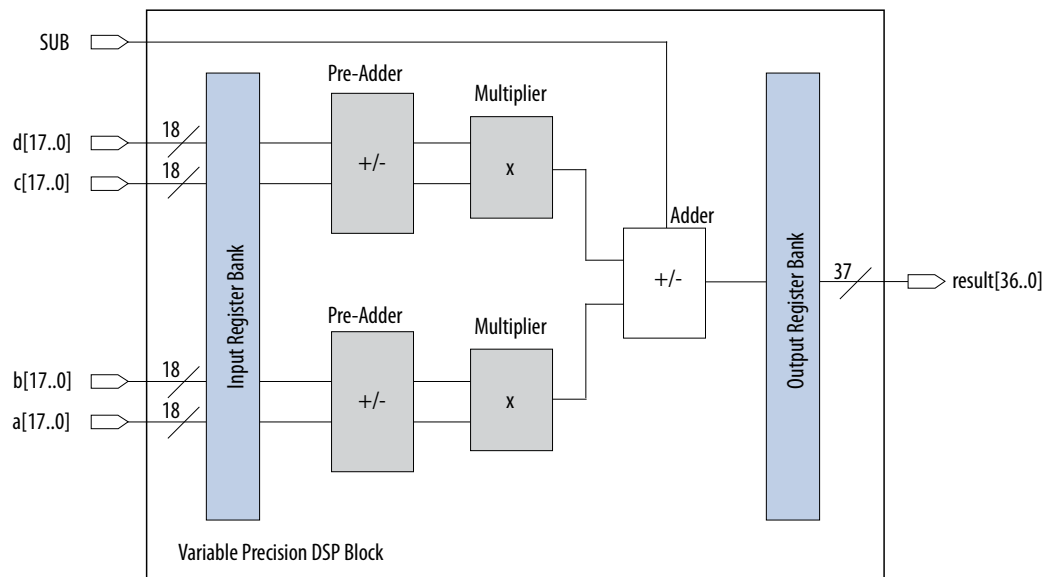 SUB
Pre-Adder
Multiplier
d[17..0]
18
+/-
x
c[17..0]
18
Adder
Input Register Bank
+/-
Output Register Bank
37
result[36..0]
Pre-Adder
Multiplier
b[17..0]
18
+/-
x
a[17..0]
18
Variable Precision DSP Block